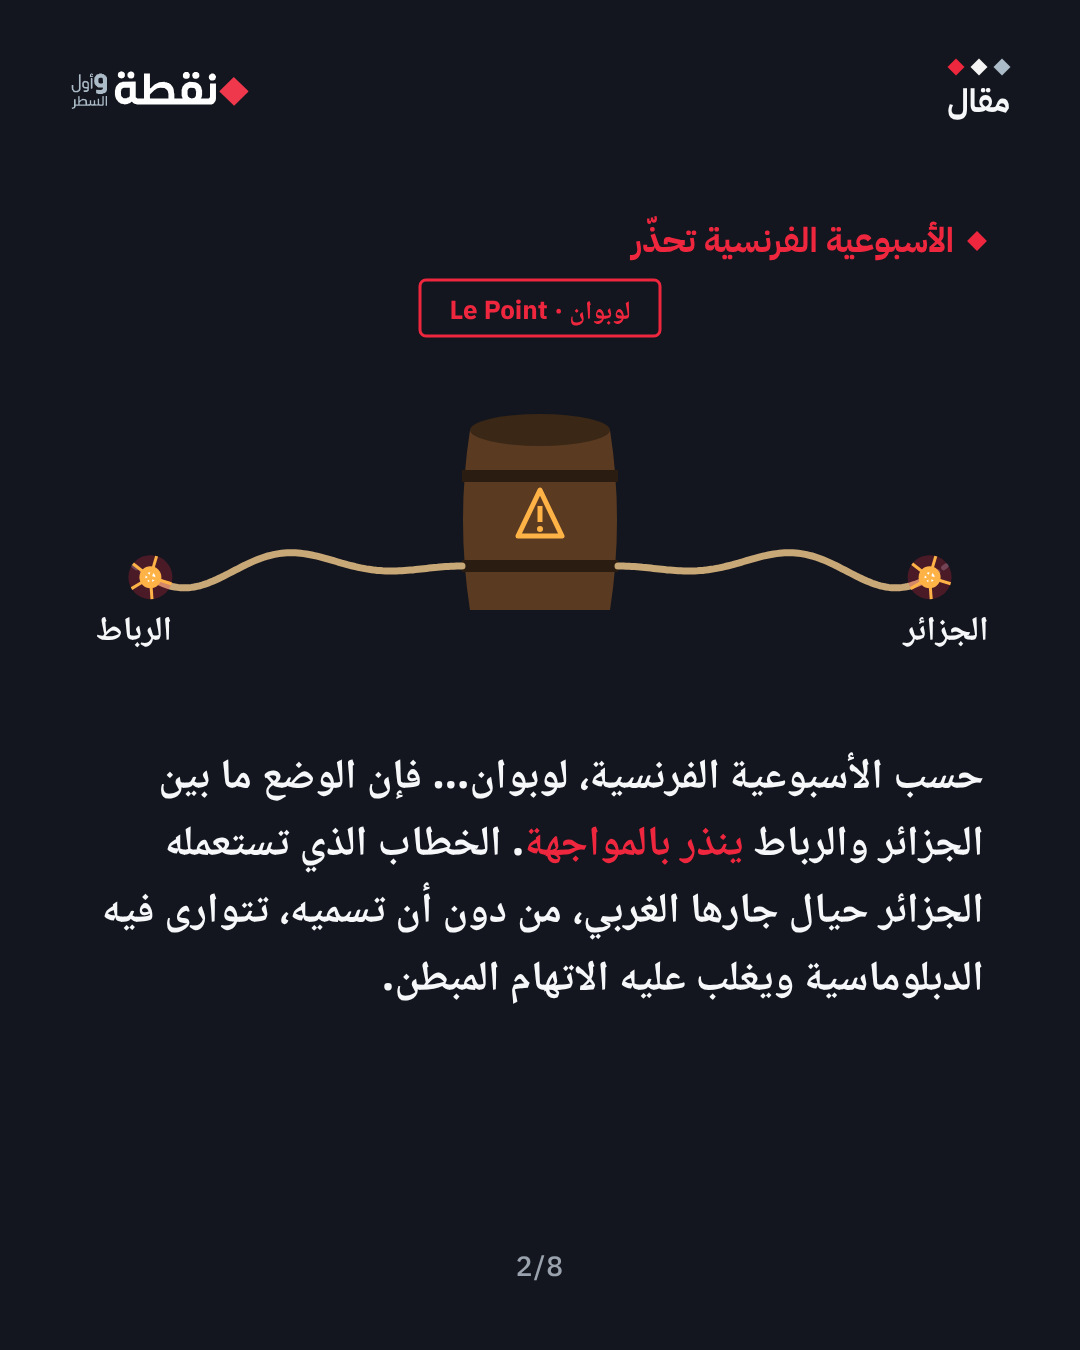 مقال
نقطة وأول السطر
الأسبوعية الفرنسية تحذّر
لوبوان · Le Point
الجزائر
الرباط
حسب الأسبوعية الفرنسية، لوبوان... فإن الوضع ما بين
الجزائر والرباط ينذر بالمواجهة. الخطاب الذي تستعمله
الجزائر حيال جارها الغربي، من دون أن تسميه، تتوارى فيه
الدبلوماسية ويغلب عليه الاتهام المبطن.
2/8